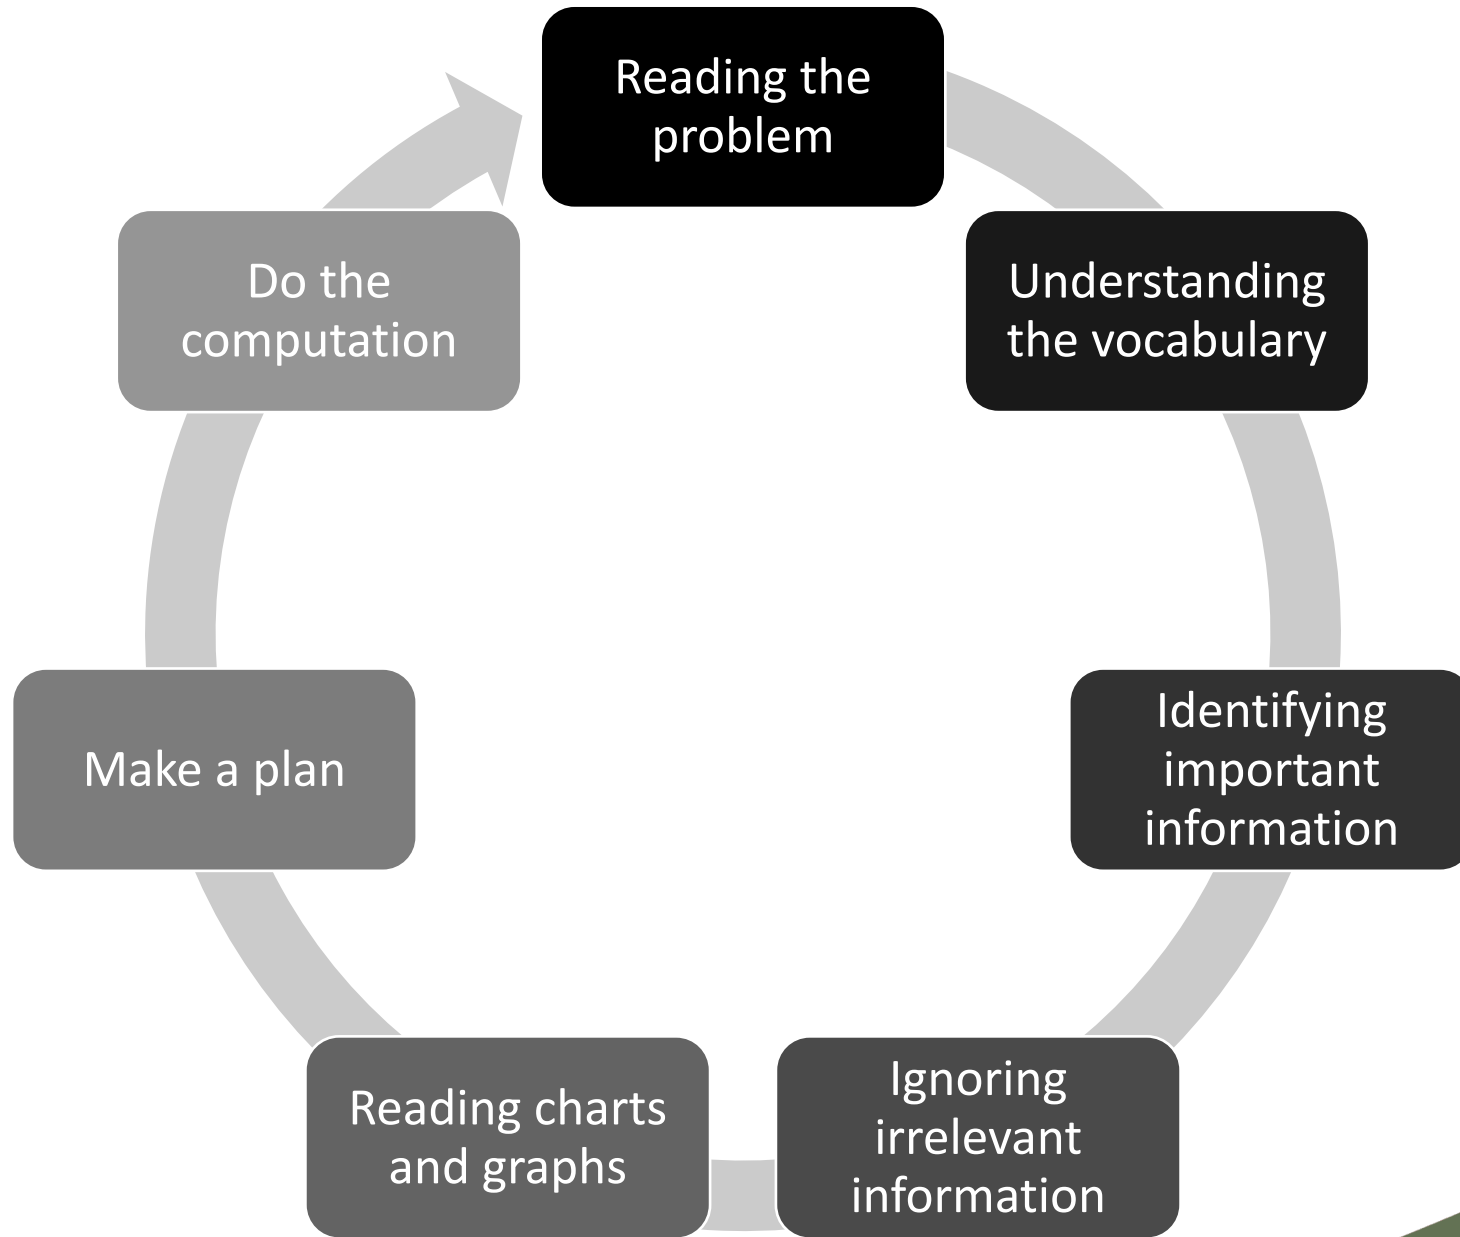 Reading the
problem
Understanding
the vocabulary
Identifying
important
information
Ignoring
irrelevant
information
Reading charts
and graphs
Make a plan
Do the
computation